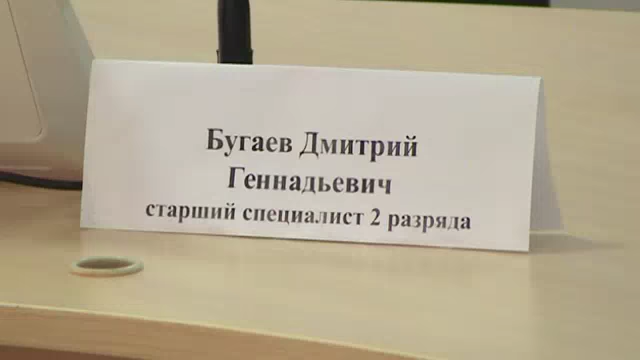 Бугаев Дмитрий
Геннадьевич
старший специалист 2 разряда